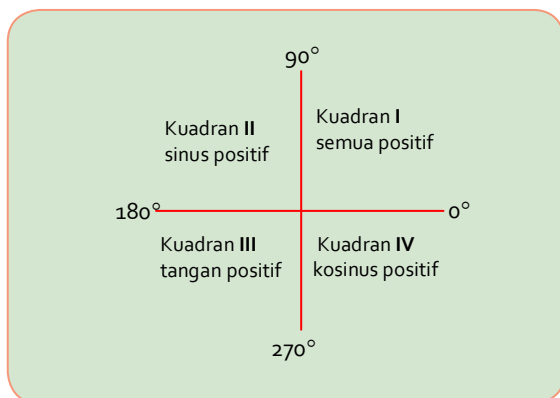 90°
Kuadran II
sinus positif
Kuadran I
semua positif
180°
0°
Kuadran III
tangan positif
Kuadran IV
kosinus positif
270°